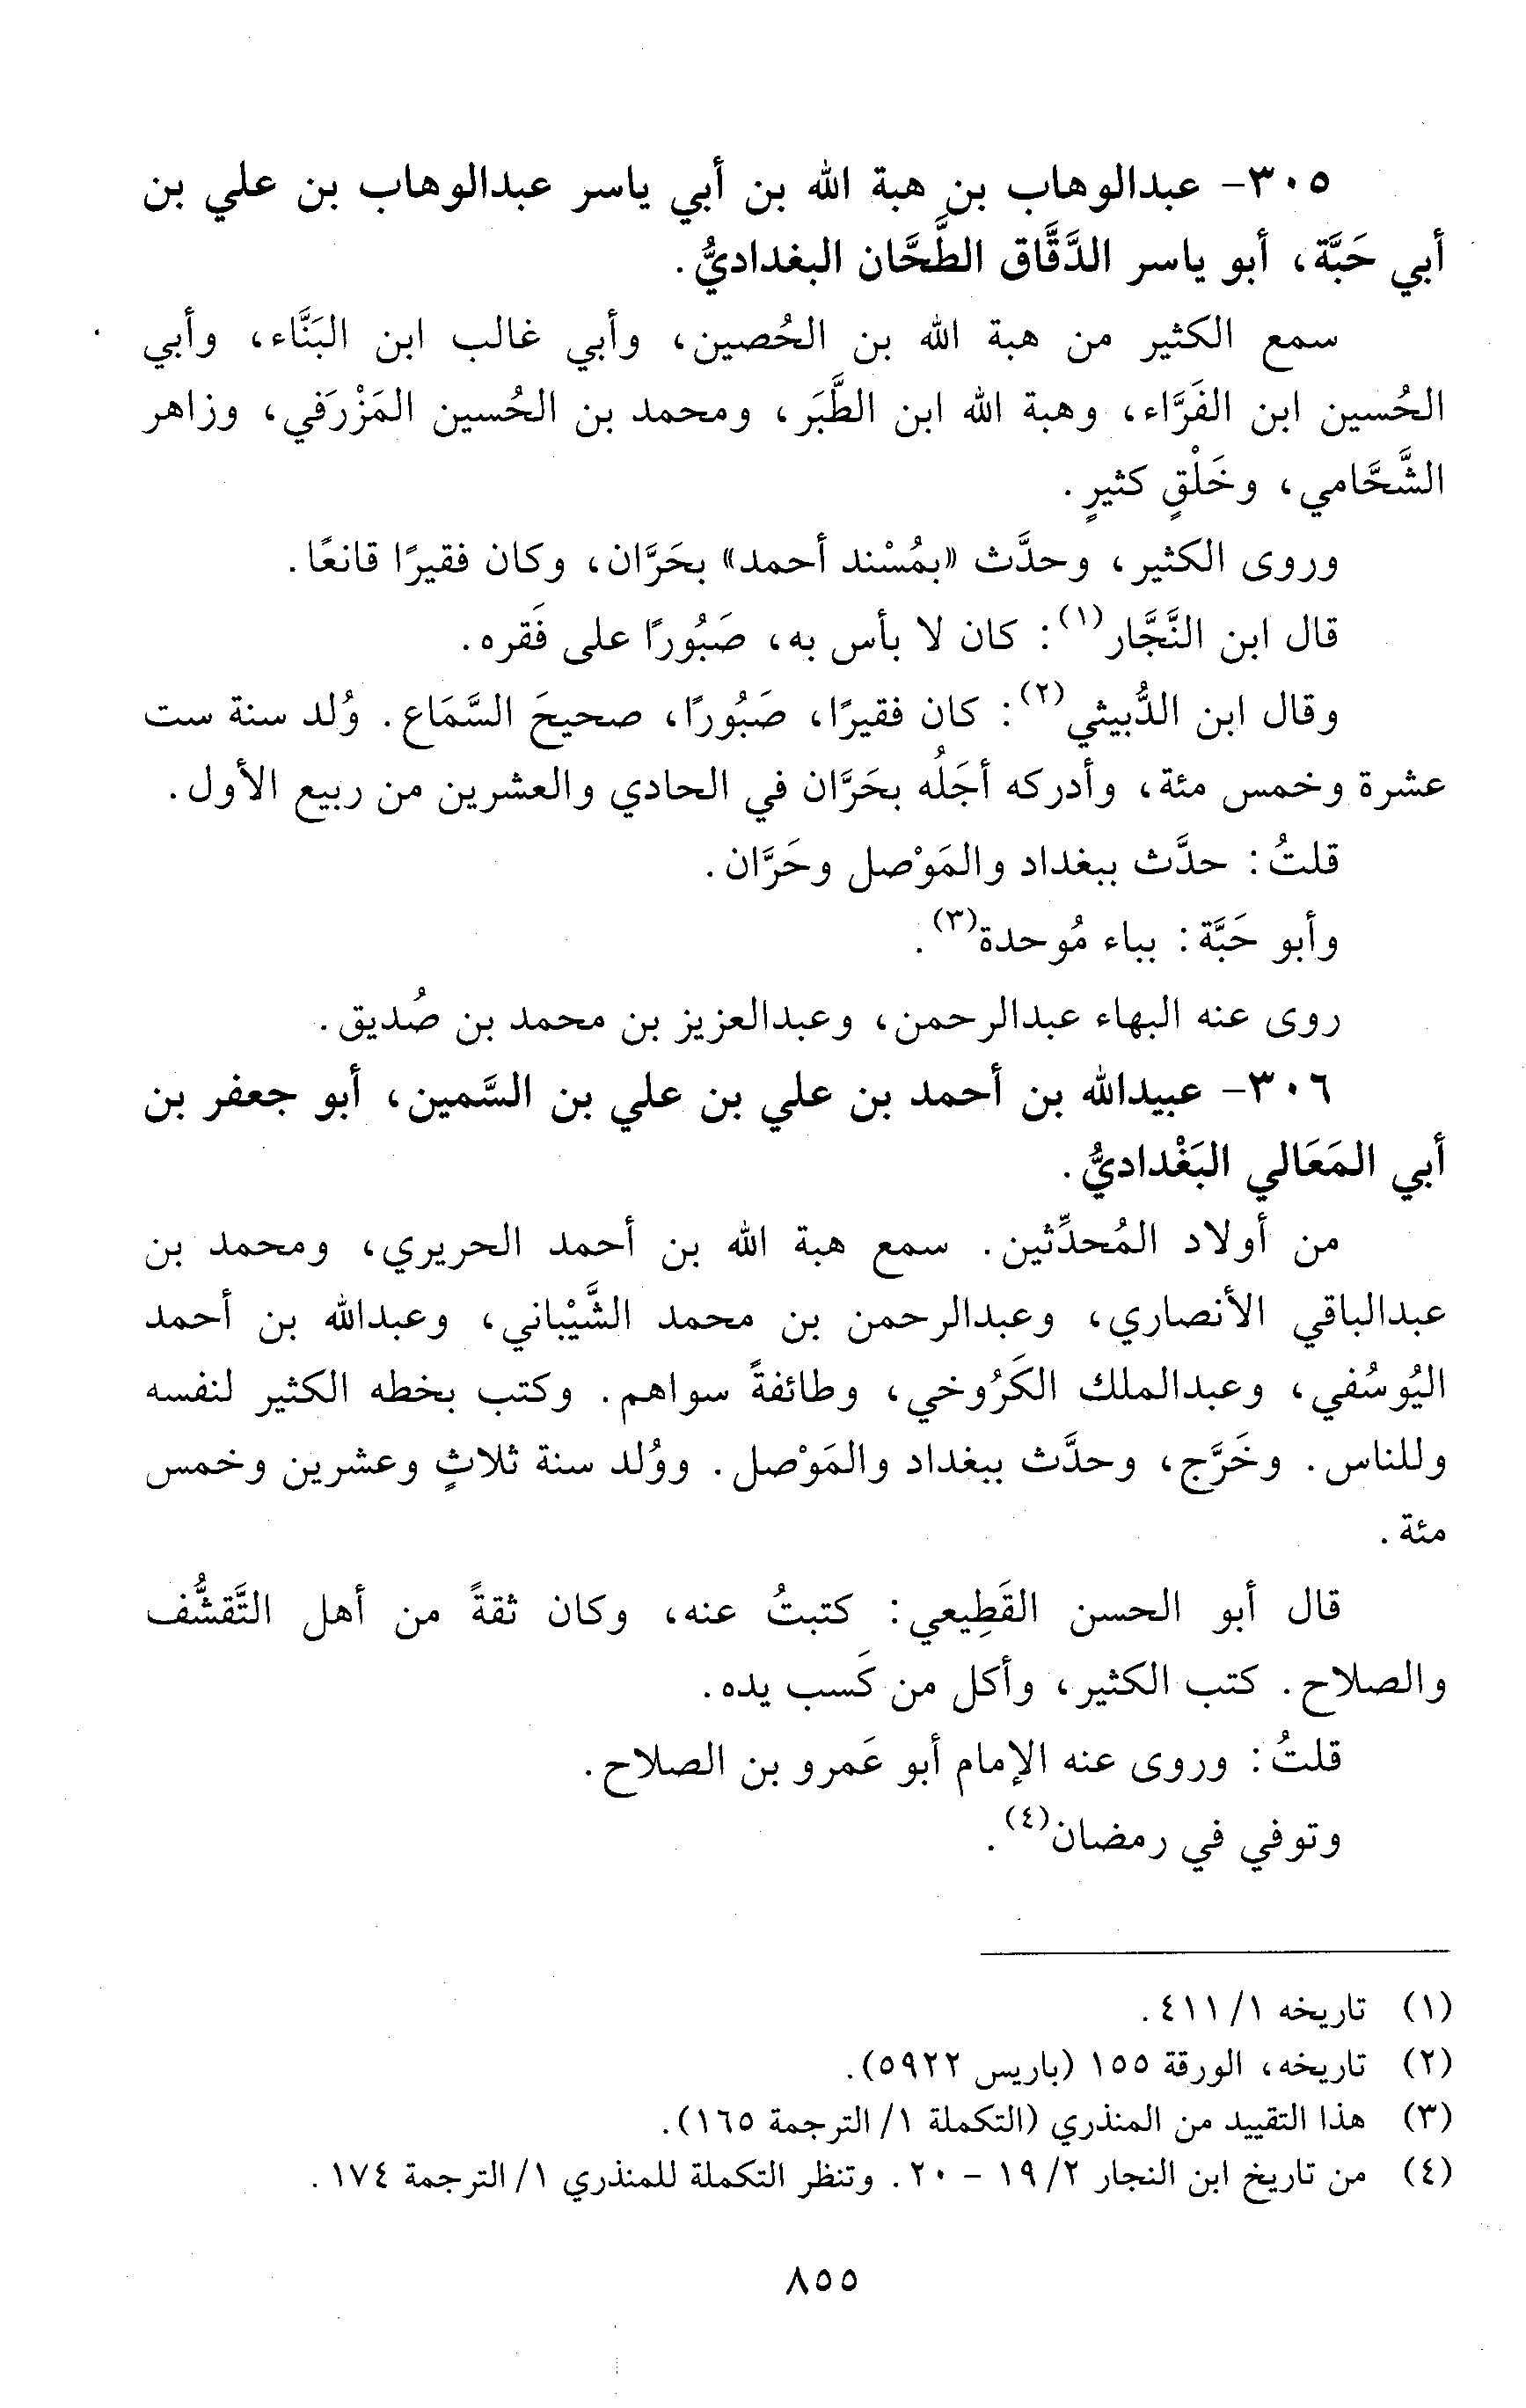 ٣٠٥- عبدالوهاب بن هبة الله بن أبي ياسر عبدالوهاب بن علي بن
أبي حَبَّة، أبو ياسر الدَّقَّاق الطَّحَّان البغداديُّ.
سمع الكثير من هبة الله بن الحُصين، وأبي غالب ابن البَنَّاء، وأبي
الحُسين ابن الفَرَّاء، وهبة الله ابن الطَّبَر، ومحمد بن الحُسين المَزْرَفي، وزاهر
الشَّحَّامي، وخَلْقٍ كثيرٍ.
وروى الكثير، وحدَّث «بمُسْند أحمد» بحَرَّان، وكان فقيرًا قانعًا.
قال ابن النَّجَّار(١): كان لا بأس به، صَبُورًا على فَقره.
وقال ابن الدُّبيثي(٢): كان فقيرًا، صَبُورًا، صحيحَ السَّمَاع. وُلد سنة ست
عشرة وخمس مئة، وأدركه أجَلُه بحَرَّان في الحادي والعشرين من ربيع الأول.
قلتُ: حدَّث ببغداد والمَوْصل وحَرَّان.
وأبو حَبَّة: بباء مُوحدة(٣).
روى عنه البهاء عبدالرحمن، وعبدالعزيز بن محمد بن صُديق.
٣٠٦- عبيدالله بن أحمد بن علي بن علي بن السَّمين، أبو جعفر بن
أبي المَعَالي البَغْداديُّ.
من أولاد المُحدِّثين. سمع هبة الله بن أحمد الحريري، ومحمد بن
عبدالباقي الأنصاري، وعبدالرحمن بن محمد الشَّيْباني، وعبدالله بن أحمد
اليُوسُفي، وعبدالملك الكَرُوخي، وطائفةً سواهم. وكتب بخطه الكثير لنفسه
وللناس. وخَرَّج، وحدَّث ببغداد والمَوْصل. ووُلد سنة ثلاثٍ وعشرين وخمس
مئة.
قال أبو الحسن القَطِيعي: كتبتُ عنه، وكان ثقةً من أهل التَّقشُّف
والصلاح. كتب الكثير، وأكل من كَسب يده.
قلتُ: وروى عنه الإمام أبو عَمرو بن الصلاح.
وتوفي في رمضان(٤).
(١) تاريخه ١/ ٤١١.
(٢) تاريخه، الورقة ١٥٥ (باريس ٥٩٢٢).
(٣) هذا التقييد من المنذري (التكملة ١/ الترجمة ١٦٥).
(٤) من تاريخ ابن النجار ٢/ ١٩ - ٢٠. وتنظر التكملة للمنذري ١/ الترجمة ١٧٤.
٨٥٥